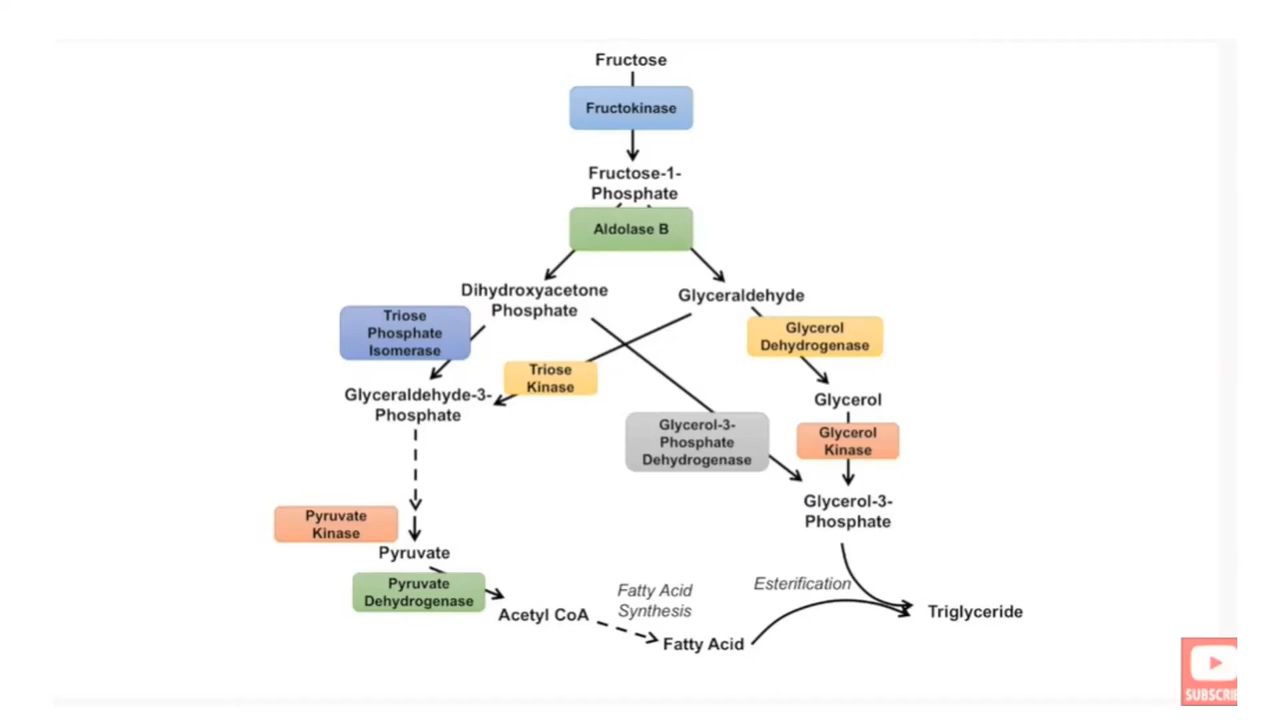 Fructose
Fructokinase
Fructose-1-
Phosphate
Aldolase B
Dihydroxyacetone
Phosphate
Glyceraldehyde
Triose
Phosphate
Isomerase
Glycerol
Dehydrogenase
Triose
Kinase
Glyceraldehyde-3-
Phosphate
Glycerol
Glycerol-3-
Phosphate
Dehydrogenase
Glycerol
Kinase
Glycerol-3-
Phosphate
Pyruvate
Kinase
Pyruvate
Pyruvate
Dehydrogenase
Acetyl CoA
Fatty Acid
Synthesis
Esterification
Fatty Acid
Triglyceride
SUBSCRIB